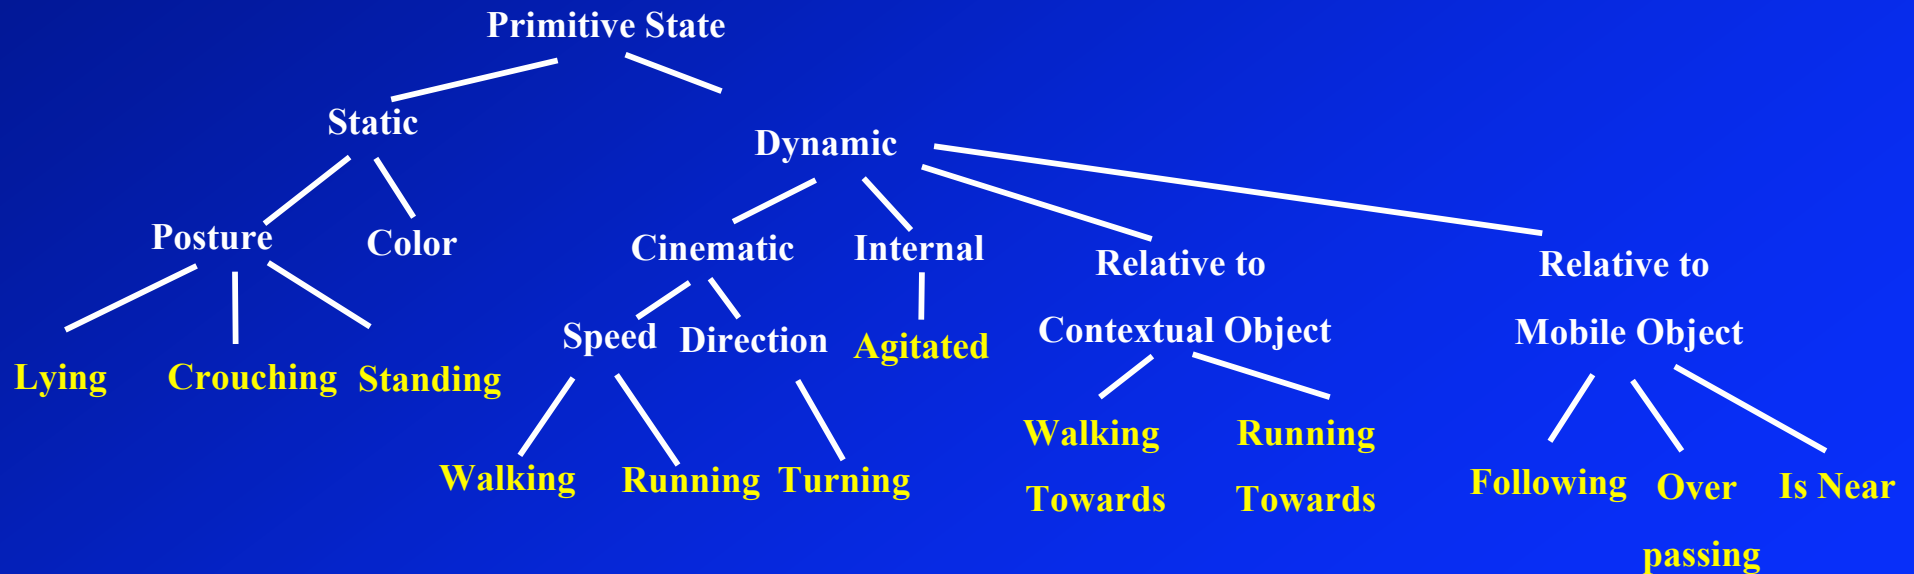 Primitive State
Static
Dynamic
Posture
Color
Cinematic
Internal
Relative to
Contextual Object
Relative to
Mobile Object
Speed
Direction
Agitated
Lying
Crouching
Standing
Walking
Running
Turning
Walking
Towards
Running
Towards
Following
Over
passing
Is Near